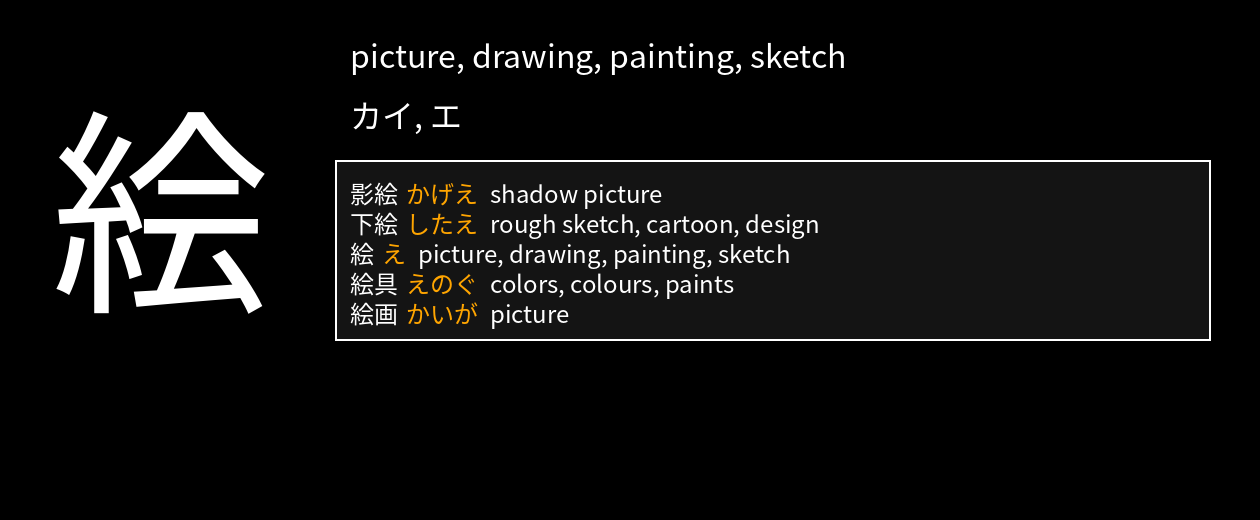 絵
picture, drawing, painting, sketch
カイ, エ
影絵 かげえ shadow picture
下絵 したえ rough sketch, cartoon, design
絵 え picture, drawing, painting, sketch
絵具 えのぐ colors, colours, paints
絵画 かいが picture